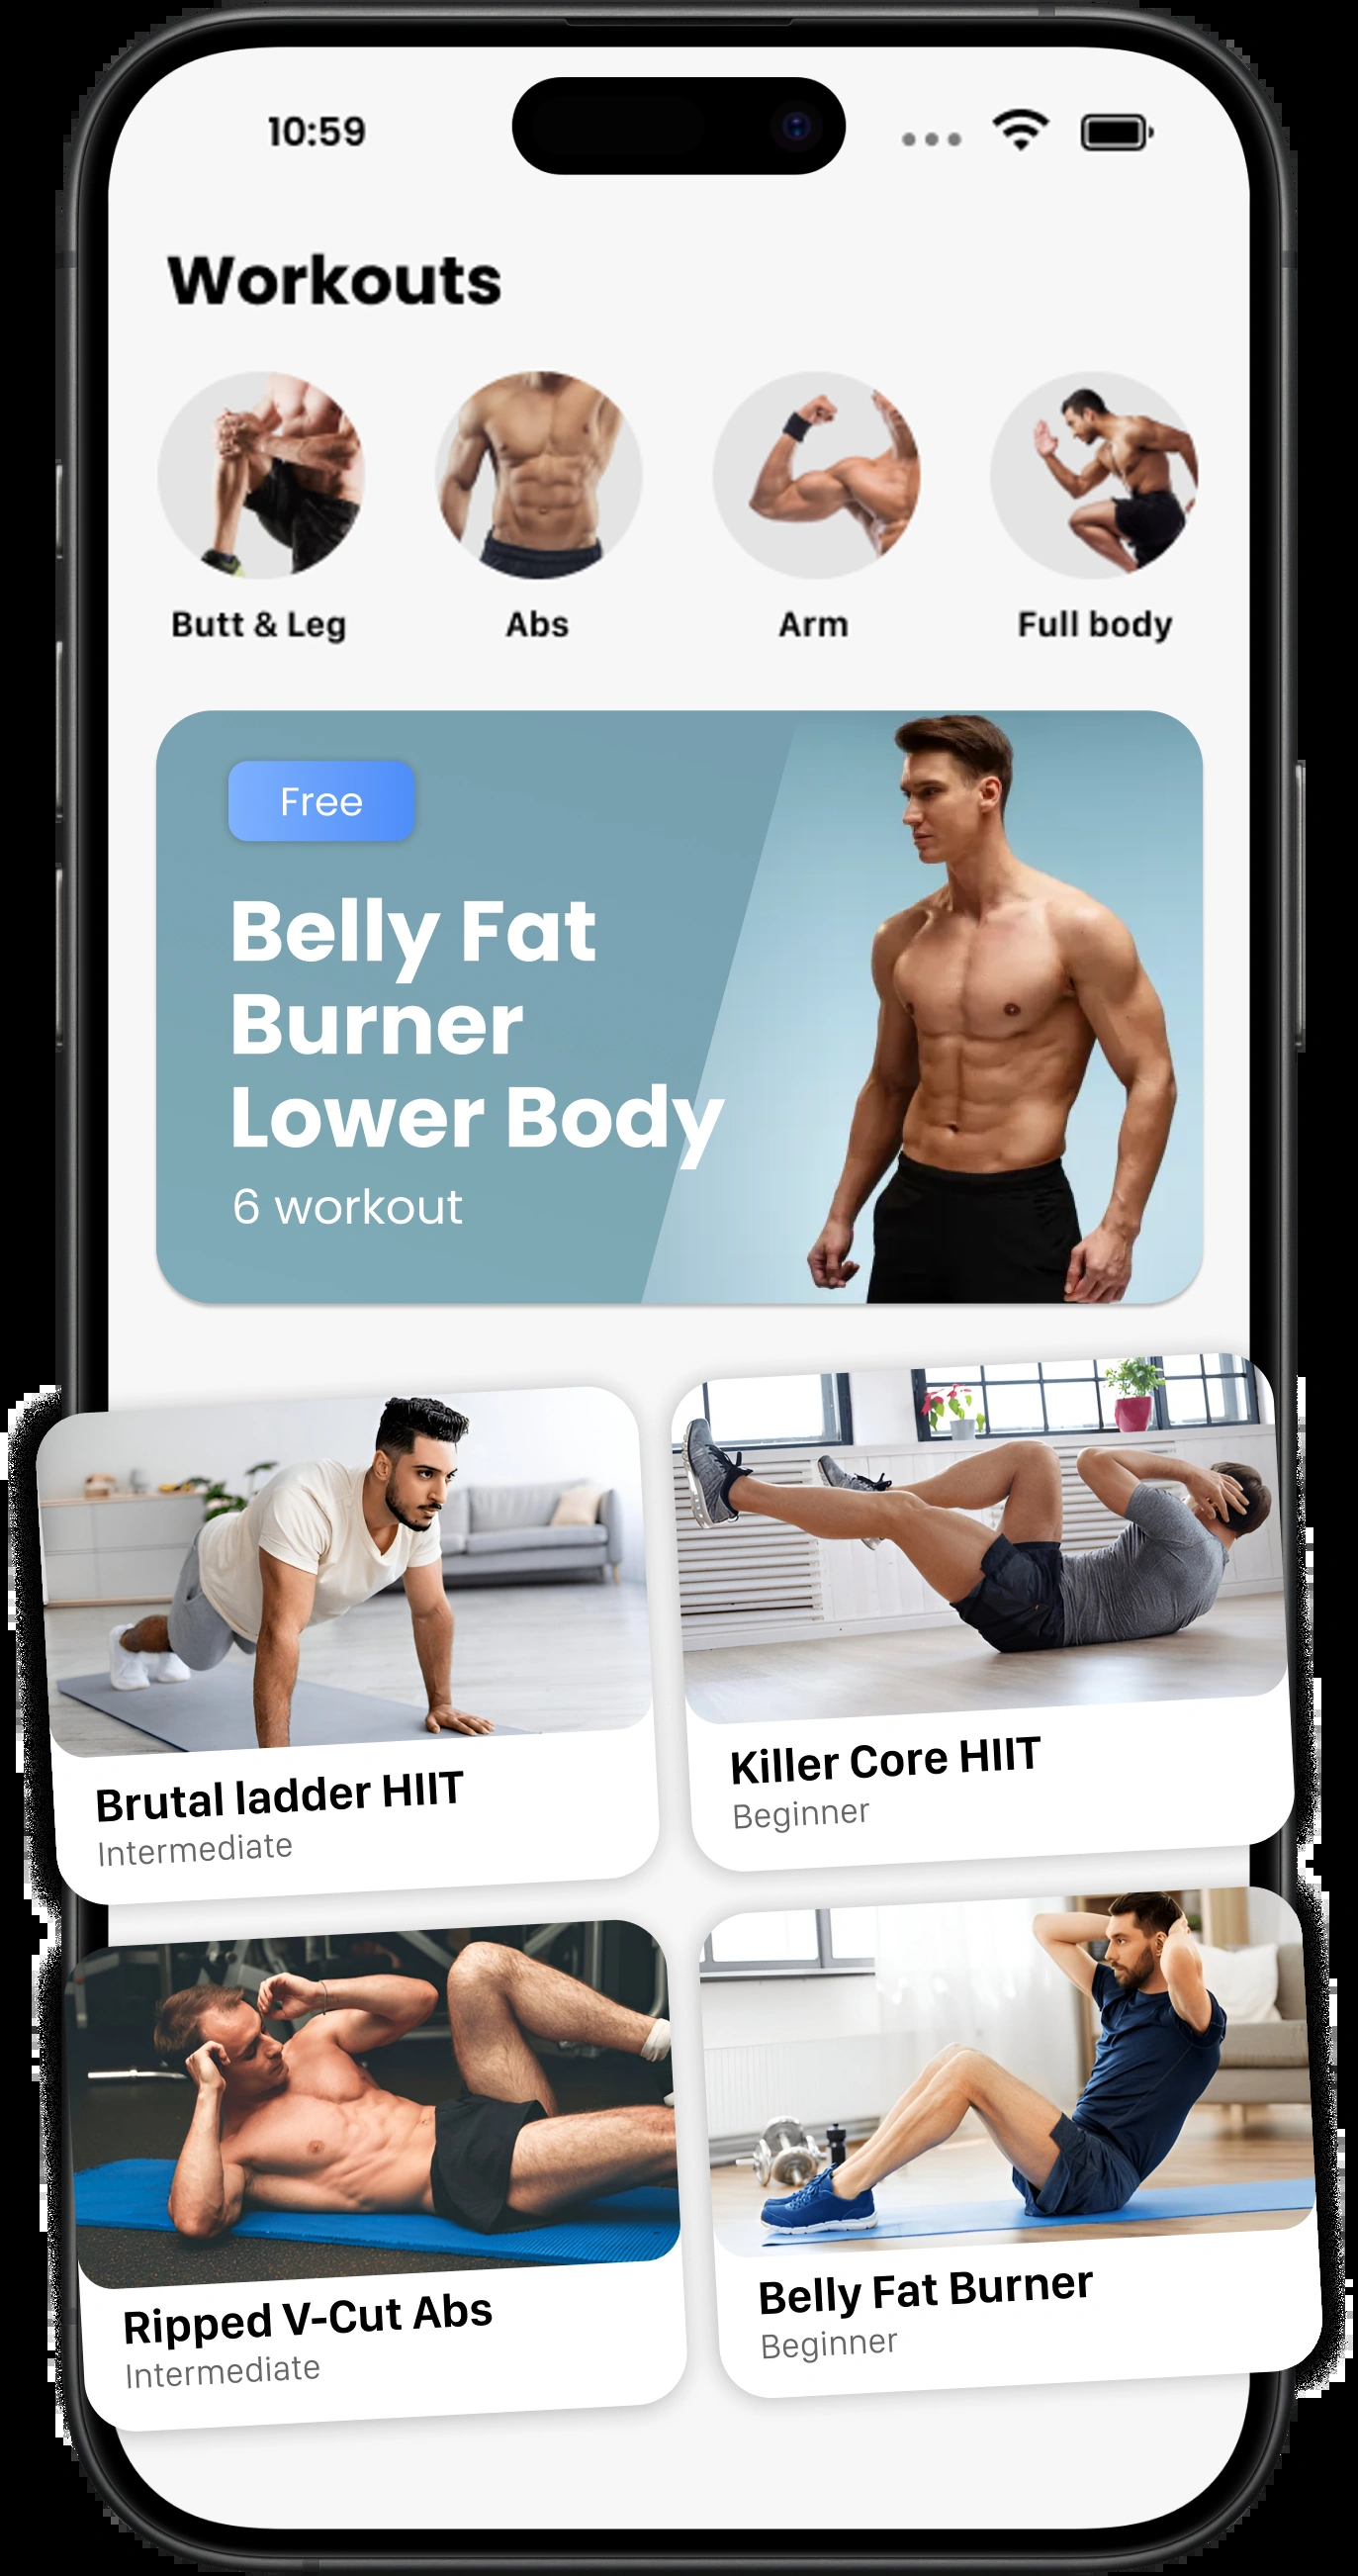 10:59
Workouts
Butt & Leg
Abs
Arm
Full body
Free
Belly Fat
Burner
Lower Body
6 workout
Brutal ladder HIIT
Intermediate
Killer Core HIIT
Beginner
Ripped V-Cut Abs
Intermediate
Belly Fat Burner
Beginner